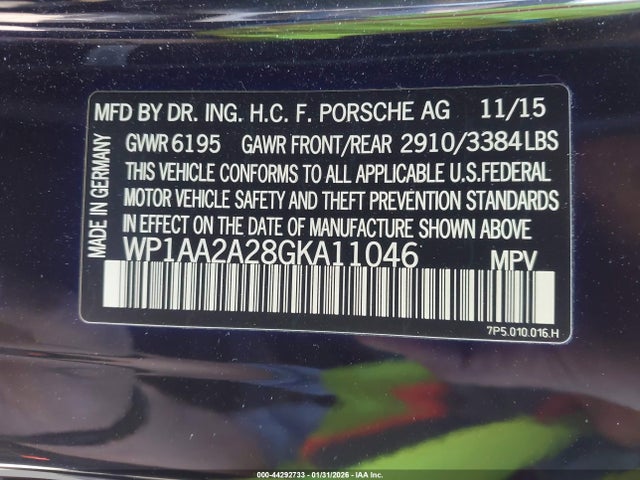 MFD BY DR. ING. H.C. F. PORSCHE AG 11/15
GVWR 6195 GAWR FRONT/REAR 2910/3384 LBS
THIS VEHICLE CONFORMS TO ALL APPLICABLE U.S. FEDERAL
MOTOR VEHICLE SAFETY AND THEFT PREVENTION STANDARDS
IN EFFECT ON THE DATE OF MANUFACTURE SHOWN ABOVE
WP1AA2A28GKA11046 MPV
MADE IN GERMANY
7P5.010.016.H
000-44292733 - 01/31/2026 - IAA Inc.